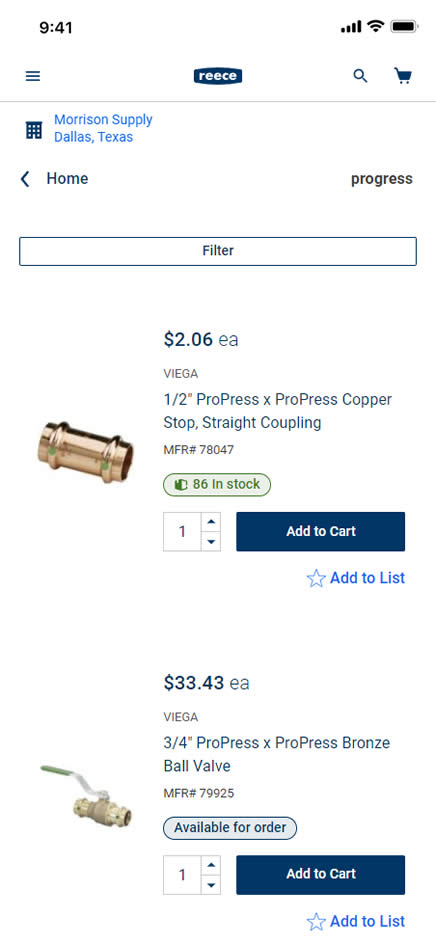 9:41
reece
Morrison Supply
Dallas, Texas
Home
progress
Filter
$2.06 ea
VIEGA
1/2" ProPress x ProPress Copper
Stop, Straight Coupling
MFR# 78047
86 In stock
1
Add to Cart
Add to List
$33.43 ea
VIEGA
3/4" ProPress x ProPress Bronze
Ball Valve
MFR# 79925
Available for order
1
Add to Cart
Add to List